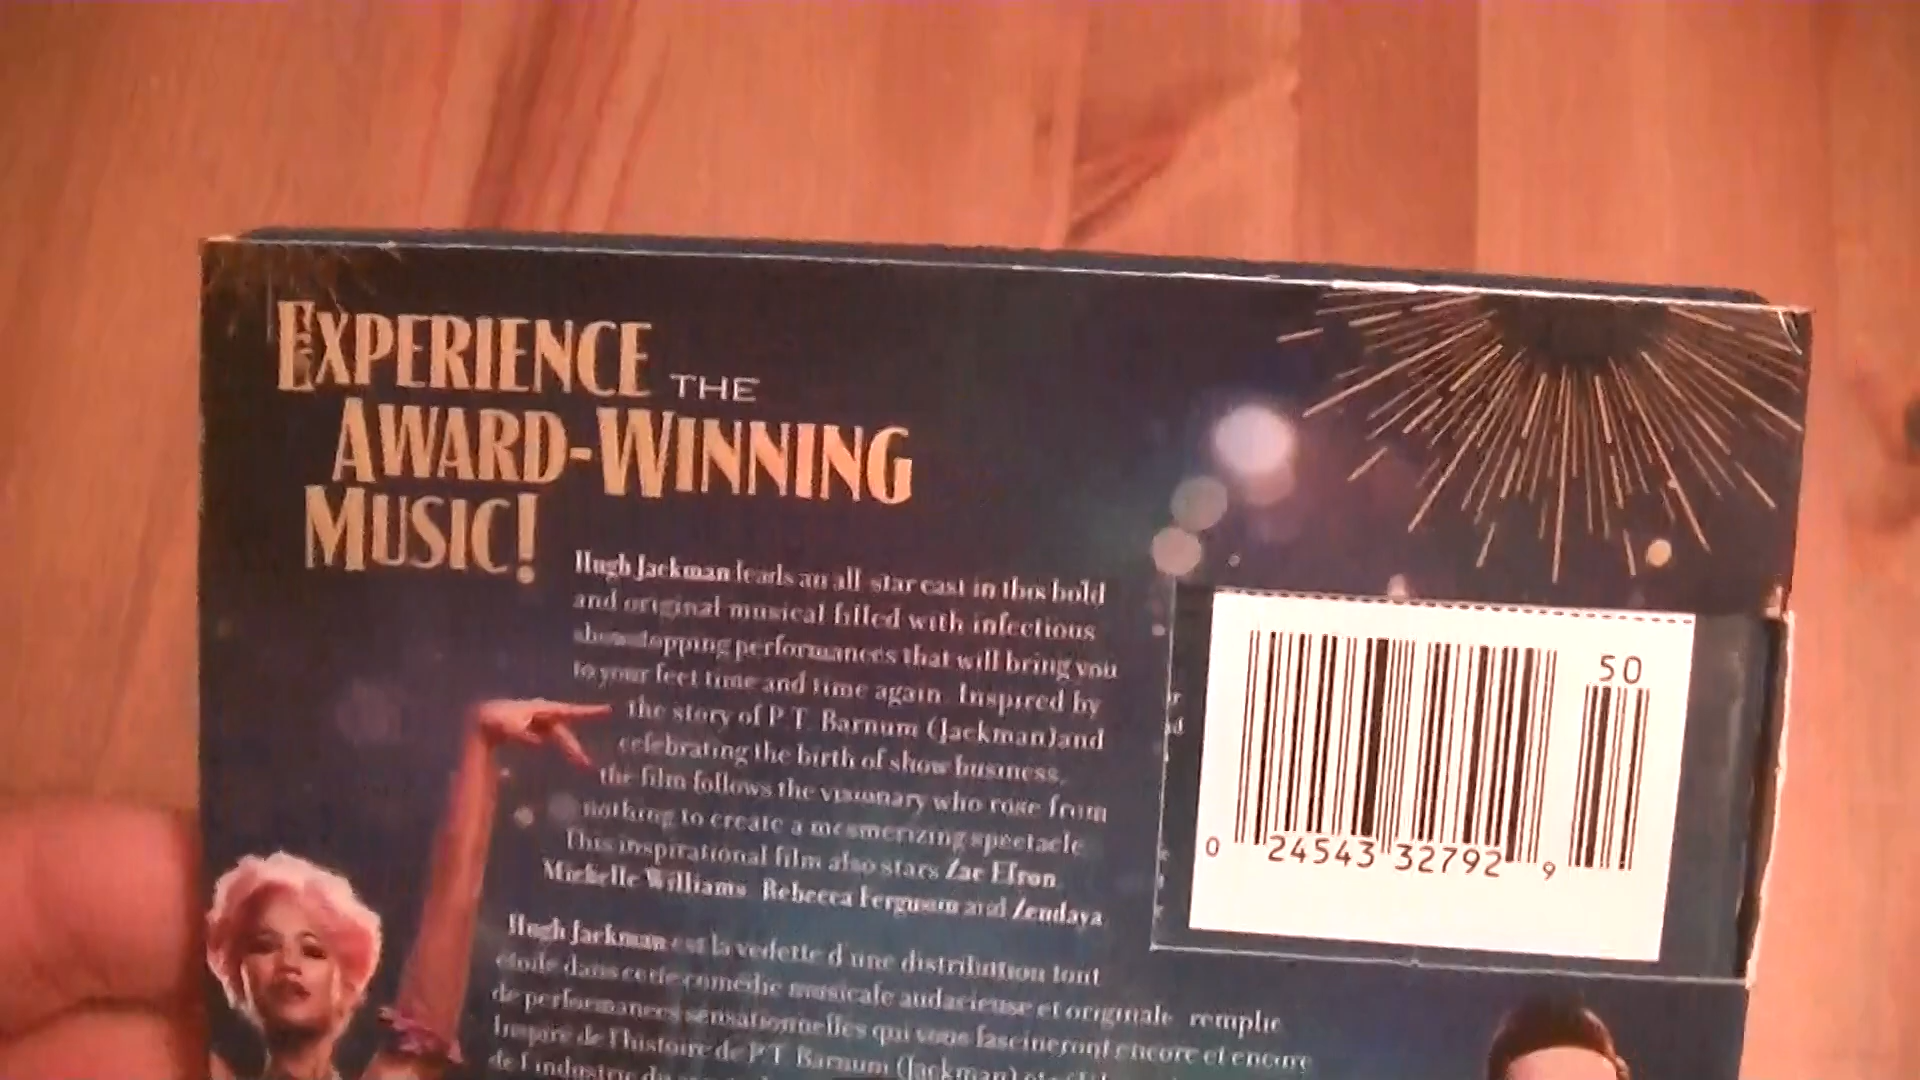 EXPERIENCE THE
AWARD-WINNING
MUSIC!
Hugh Jackman leads an all star cast in this bold
and original musical filled with infectious
showstopping performances that will bring you
to your feet time and time again. Inspired by
the story of P.T. Barnum (Jackman) and
celebrating the birth of show business,
the film follows the visionary who rose from
nothing to create a mesmerizing spectacle
This inspirational film also stars Zac Efron
Michelle Williams Rebecca Ferguson and Zendaya
Hugh Jackman est la vedette d'une distribution tout
étoile dans cette comédie musicale audacieuse et originale remplie
de performances sensationnelles qui vous fascineront encore et encore
Inspiré de l'histoire de P.T. Barnum (Jackman)
de l'industrie du
50
0 24543 32792 9